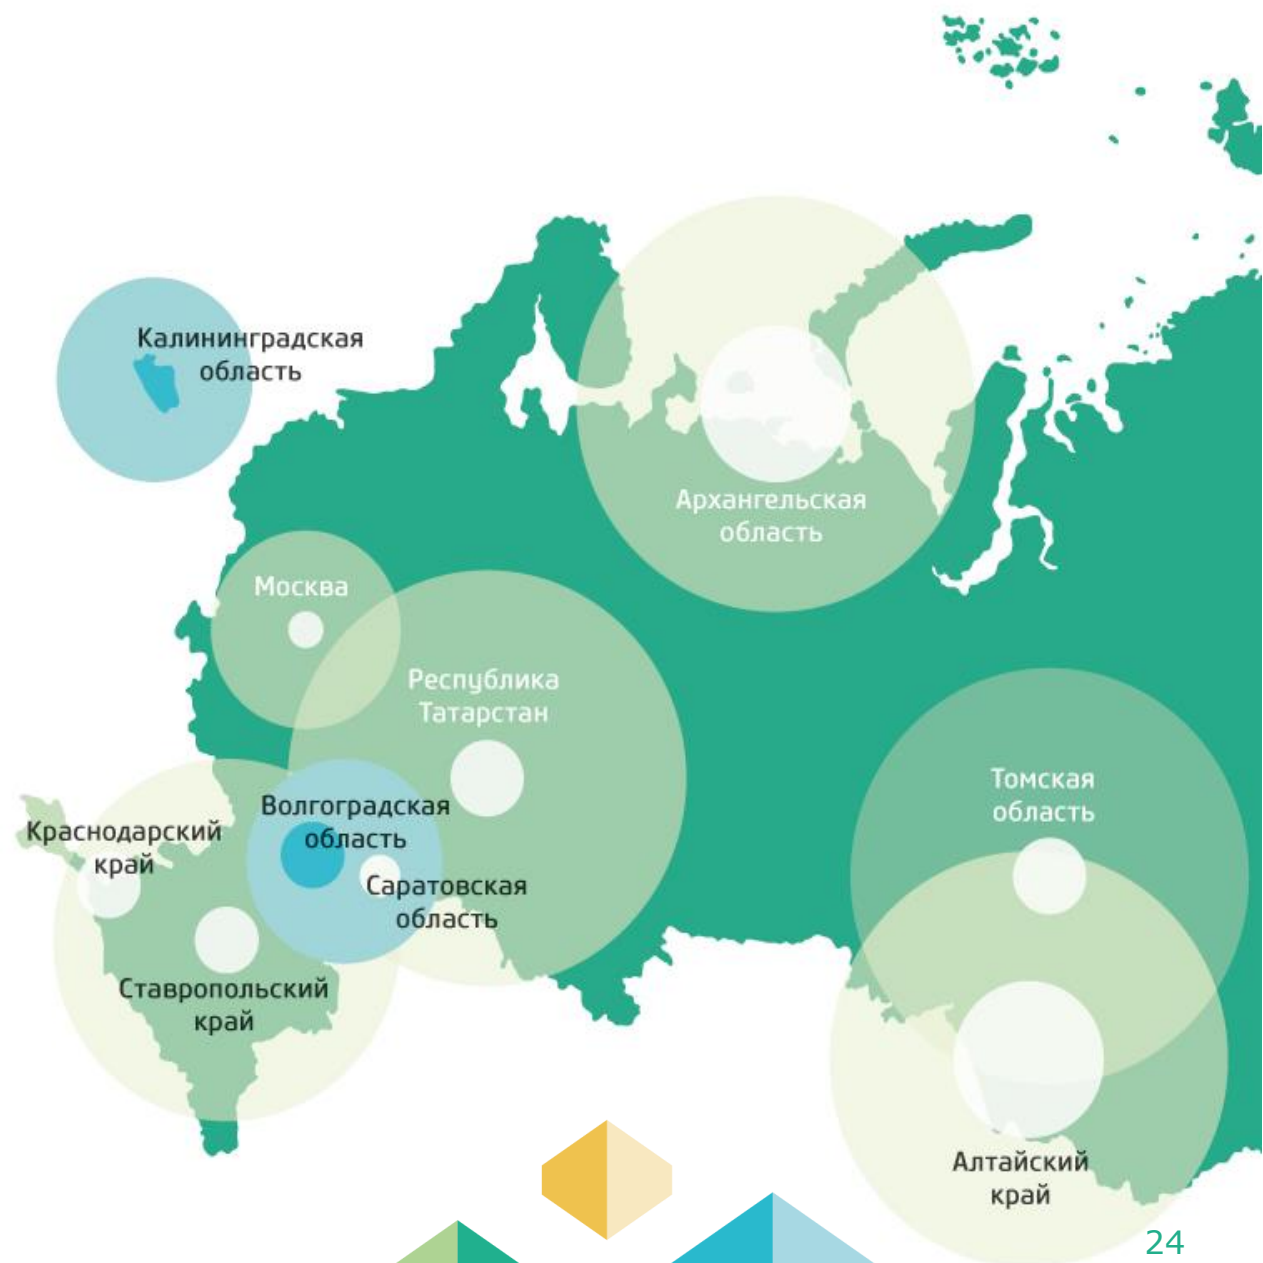 Калининградская
область
Архангельская
область
Москва
Республика
Татарстан
Томская
область
Волгоградская
область
Краснодарский
край
Саратовская
область
Ставропольский
край
Алтайский
край
24